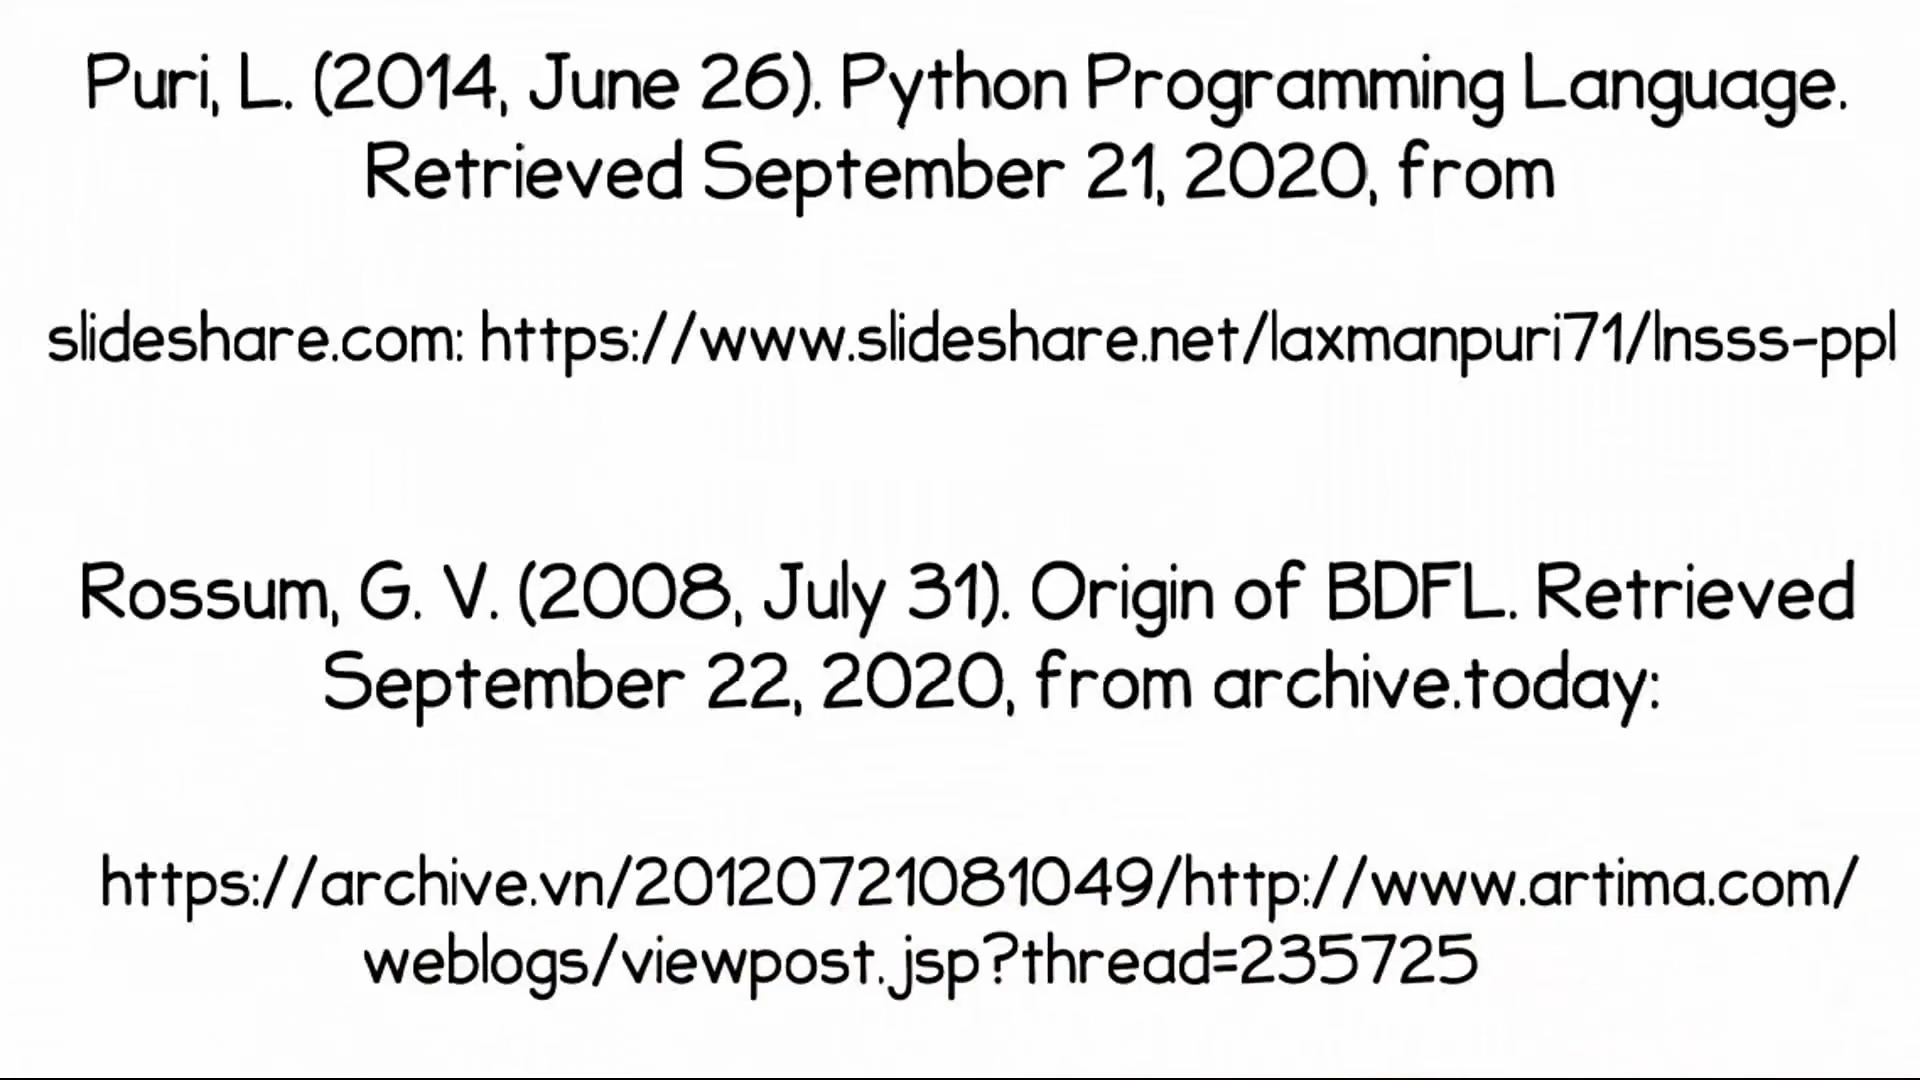 Puri, L. (2014, June 26). Python Programming Language.
Retrieved September 21, 2020, from
slideshare.com: https://www.slideshare.net/laxmanpuri71/lnsss-ppl
Rossum, G. V. (2008, July 31). Origin of BDFL. Retrieved
September 22, 2020, from archive.today:
https://archive.vn/20120721081049/http://www.artima.com/
weblogs/viewpost.jsp?thread=235725